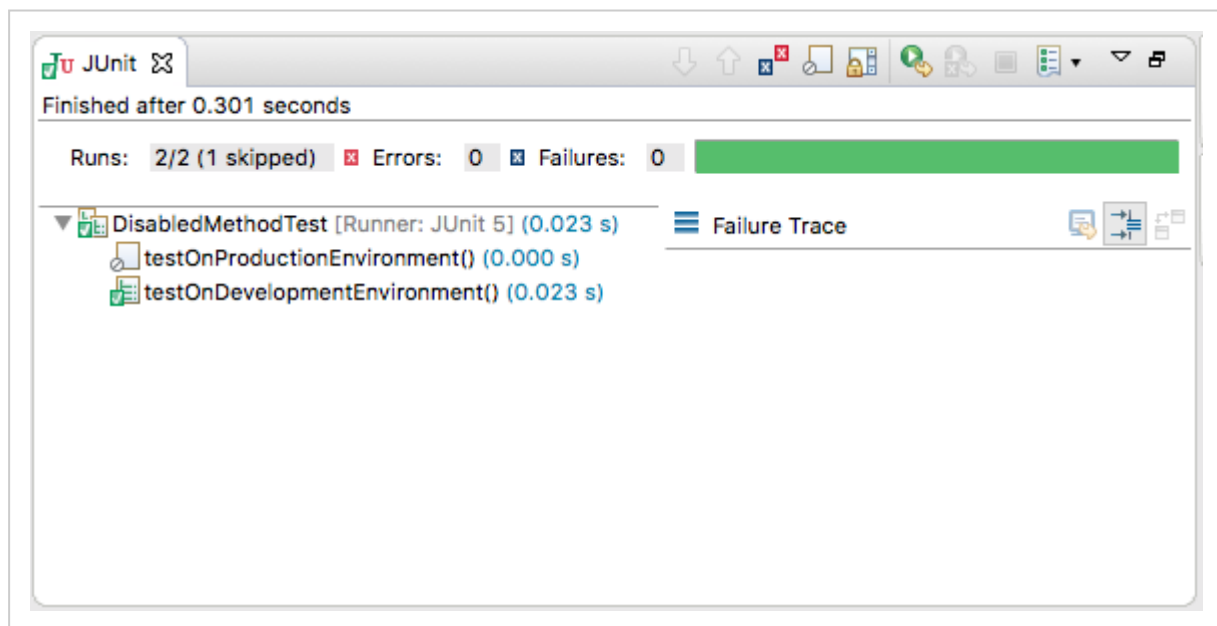 JUnit
Finished after 0.301 seconds
Runs: 2/2 (1 skipped) Errors: 0 Failures: 0
DisabledMethodTest [Runner: JUnit 5] (0.023 s)
Failure Trace
testOnProductionEnvironment() (0.000 s)
testOnDevelopmentEnvironment() (0.023 s)